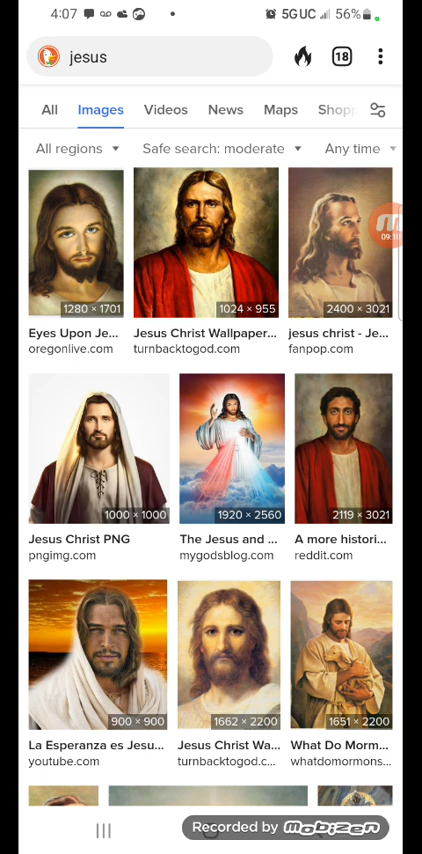 4:07
5GUC
56%
jesus
18
All Images Videos News Maps Shopp
All regions Safe search: moderate Any time
09:18
1280 × 1701
1024 × 955
2400 × 3021
Eyes Upon Je...
Jesus Christ Wallpaper...
jesus christ - Je...
oregonlive.com
turnbacktogod.com
fanpop.com
1000 × 1000
1920 × 2560
2119 × 3021
Jesus Christ PNG
The Jesus and ...
A more histori...
pngimg.com
mygodsblog.com
reddit.com
900 × 900
1662 × 2200
1651 × 2200
La Esperanza es Jesu...
Jesus Christ Wa...
What Do Morm...
youtube.com
turnbacktogod.c...
whatdomormons...
Recorded by mobizen